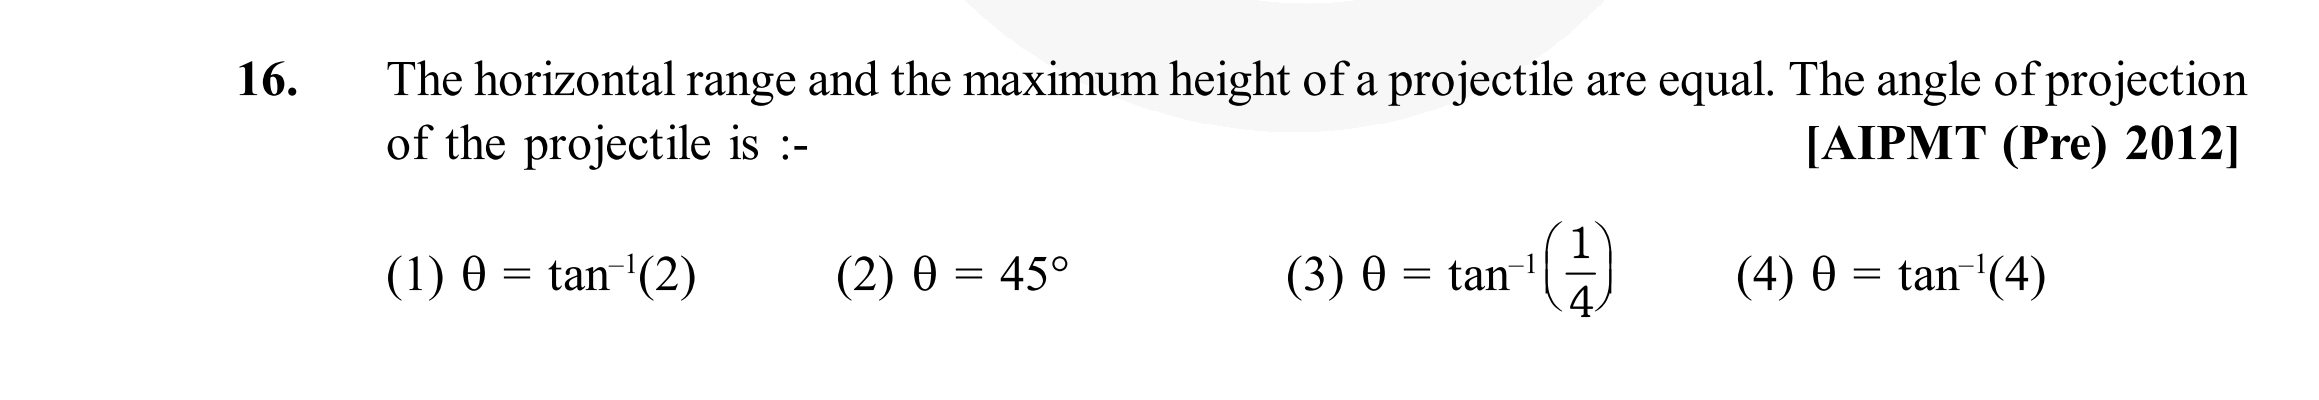 16. The horizontal range and the maximum height of a projectile are equal. The angle of projection
of the projectile is :- [AIPMT (Pre) 2012]
(1) θ = tan⁻¹(2) (2) θ = 45° (3) θ = tan⁻¹(1/4) (4) θ = tan⁻¹(4)